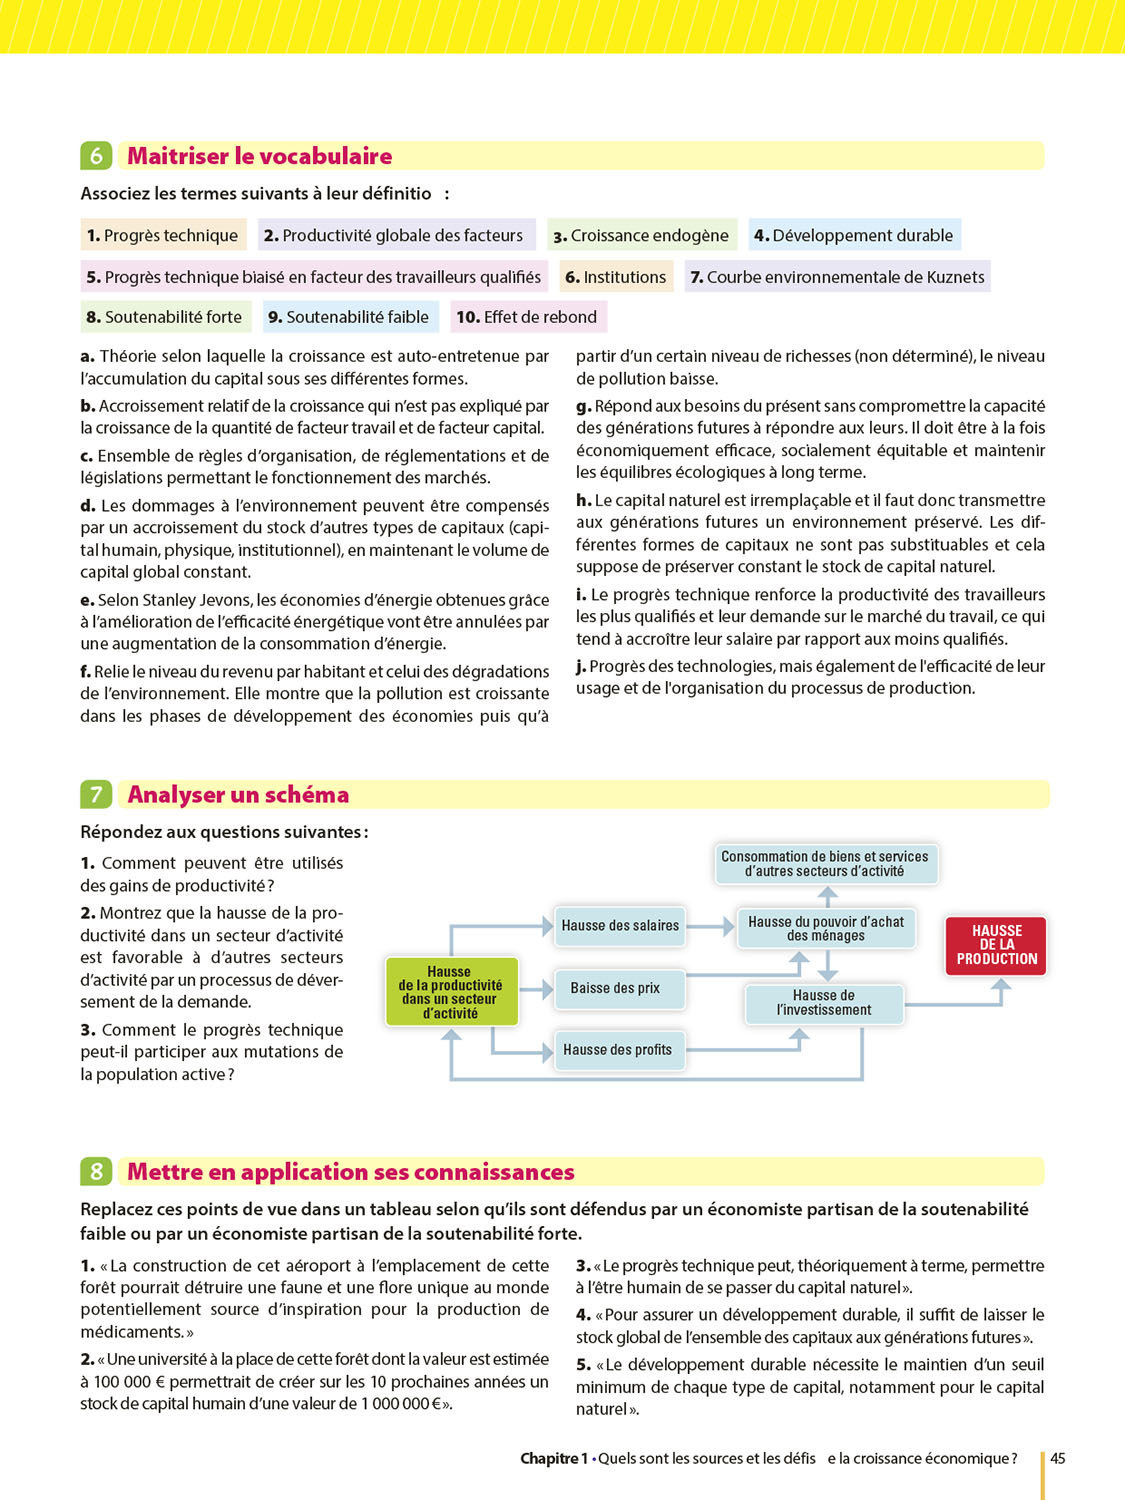 6 Maitriser le vocabulaire
Associez les termes suivants à leur définitio :
1. Progrès technique 2. Productivité globale des facteurs 3. Croissance endogène 4. Développement durable
5. Progrès technique biaisé en facteur des travailleurs qualifiés 6. Institutions 7. Courbe environnementale de Kuznets
8. Soutenabilité forte 9. Soutenabilité faible 10. Effet de rebond
a. Théorie selon laquelle la croissance est auto-entretenue par
l'accumulation du capital sous ses différentes formes.
b. Accroissement relatif de la croissance qui n'est pas expliqué par
la croissance de la quantité de facteur travail et de facteur capital.
c. Ensemble de règles d'organisation, de réglementations et de
législations permettant le fonctionnement des marchés.
d. Les dommages à l'environnement peuvent être compensés
par un accroissement du stock d'autres types de capitaux (capi-
tal humain, physique, institutionnel), en maintenant le volume de
capital global constant.
e. Selon Stanley Jevons, les économies d'énergie obtenues grâce
à l'amélioration de l'efficacité énergétique vont être annulées par
une augmentation de la consommation d'énergie.
f. Relie le niveau du revenu par habitant et celui des dégradations
de l'environnement. Elle montre que la pollution est croissante
dans les phases de développement des économies puis qu'à
partir d'un certain niveau de richesses (non déterminé), le niveau
de pollution baisse.
g. Répond aux besoins du présent sans compromettre la capacité
des générations futures à répondre aux leurs. Il doit être à la fois
économiquement efficace, socialement équitable et maintenir
les équilibres écologiques à long terme.
h. Le capital naturel est irremplaçable et il faut donc transmettre
aux générations futures un environnement préservé. Les dif-
férentes formes de capitaux ne sont pas substituables et cela
suppose de préserver constant le stock de capital naturel.
i. Le progrès technique renforce la productivité des travailleurs
les plus qualifiés et leur demande sur le marché du travail, ce qui
tend à accroître leur salaire par rapport aux moins qualifiés.
j. Progrès des technologies, mais également de l'efficacité de leur
usage et de l'organisation du processus de production.
7 Analyser un schéma
Répondez aux questions suivantes :
1. Comment peuvent être utilisés
des gains de productivité ?
2. Montrez que la hausse de la pro-
ductivité dans un secteur d'activité
est favorable à d'autres secteurs
d'activité par un processus de déver-
sement de la demande.
3. Comment le progrès technique
peut-il participer aux mutations de
la population active ?
Hausse
de la productivité
dans un secteur
d'activité
Hausse des salaires
Baisse des prix
Hausse des profits
Consommation de biens et services
d'autres secteurs d'activité
Hausse du pouvoir d'achat
des ménages
Hausse de
l'investissement
HAUSSE
DE LA
PRODUCTION
8 Mettre en application ses connaissances
Replacez ces points de vue dans un tableau selon qu'ils sont défendus par un économiste partisan de la soutenabilité
faible ou par un économiste partisan de la soutenabilité forte.
1. « La construction de cet aéroport à l'emplacement de cette
forêt pourrait détruire une faune et une flore unique au monde
potentiellement source d'inspiration pour la production de
médicaments. »
2. « Une université à la place de cette forêt dont la valeur est estimée
à 100 000 € permettrait de créer sur les 10 prochaines années un
stock de capital humain d'une valeur de 1 000 000 € ».
3. « Le progrès technique peut, théoriquement à terme, permettre
à l'être humain de se passer du capital naturel ».
4. « Pour assurer un développement durable, il suffit de laisser le
stock global de l'ensemble des capitaux aux générations futures ».
5. « Le développement durable nécessite le maintien d'un seuil
minimum de chaque type de capital, notamment pour le capital
naturel ».
Chapitre 1 • Quels sont les sources et les défis e la croissance économique ? 45